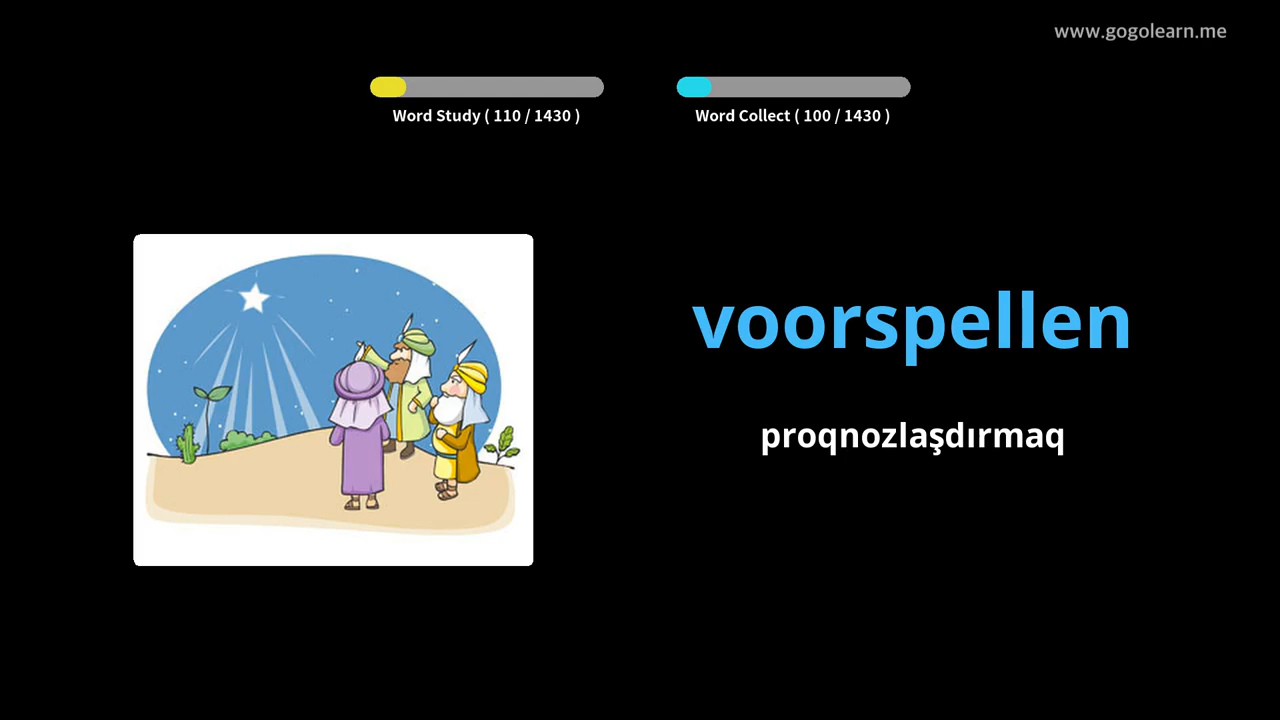 www.gogolearn.me
Word Study ( 110 / 1430 )
Word Collect ( 100 / 1430 )
voorspellen
proqnozlaşdırmaq